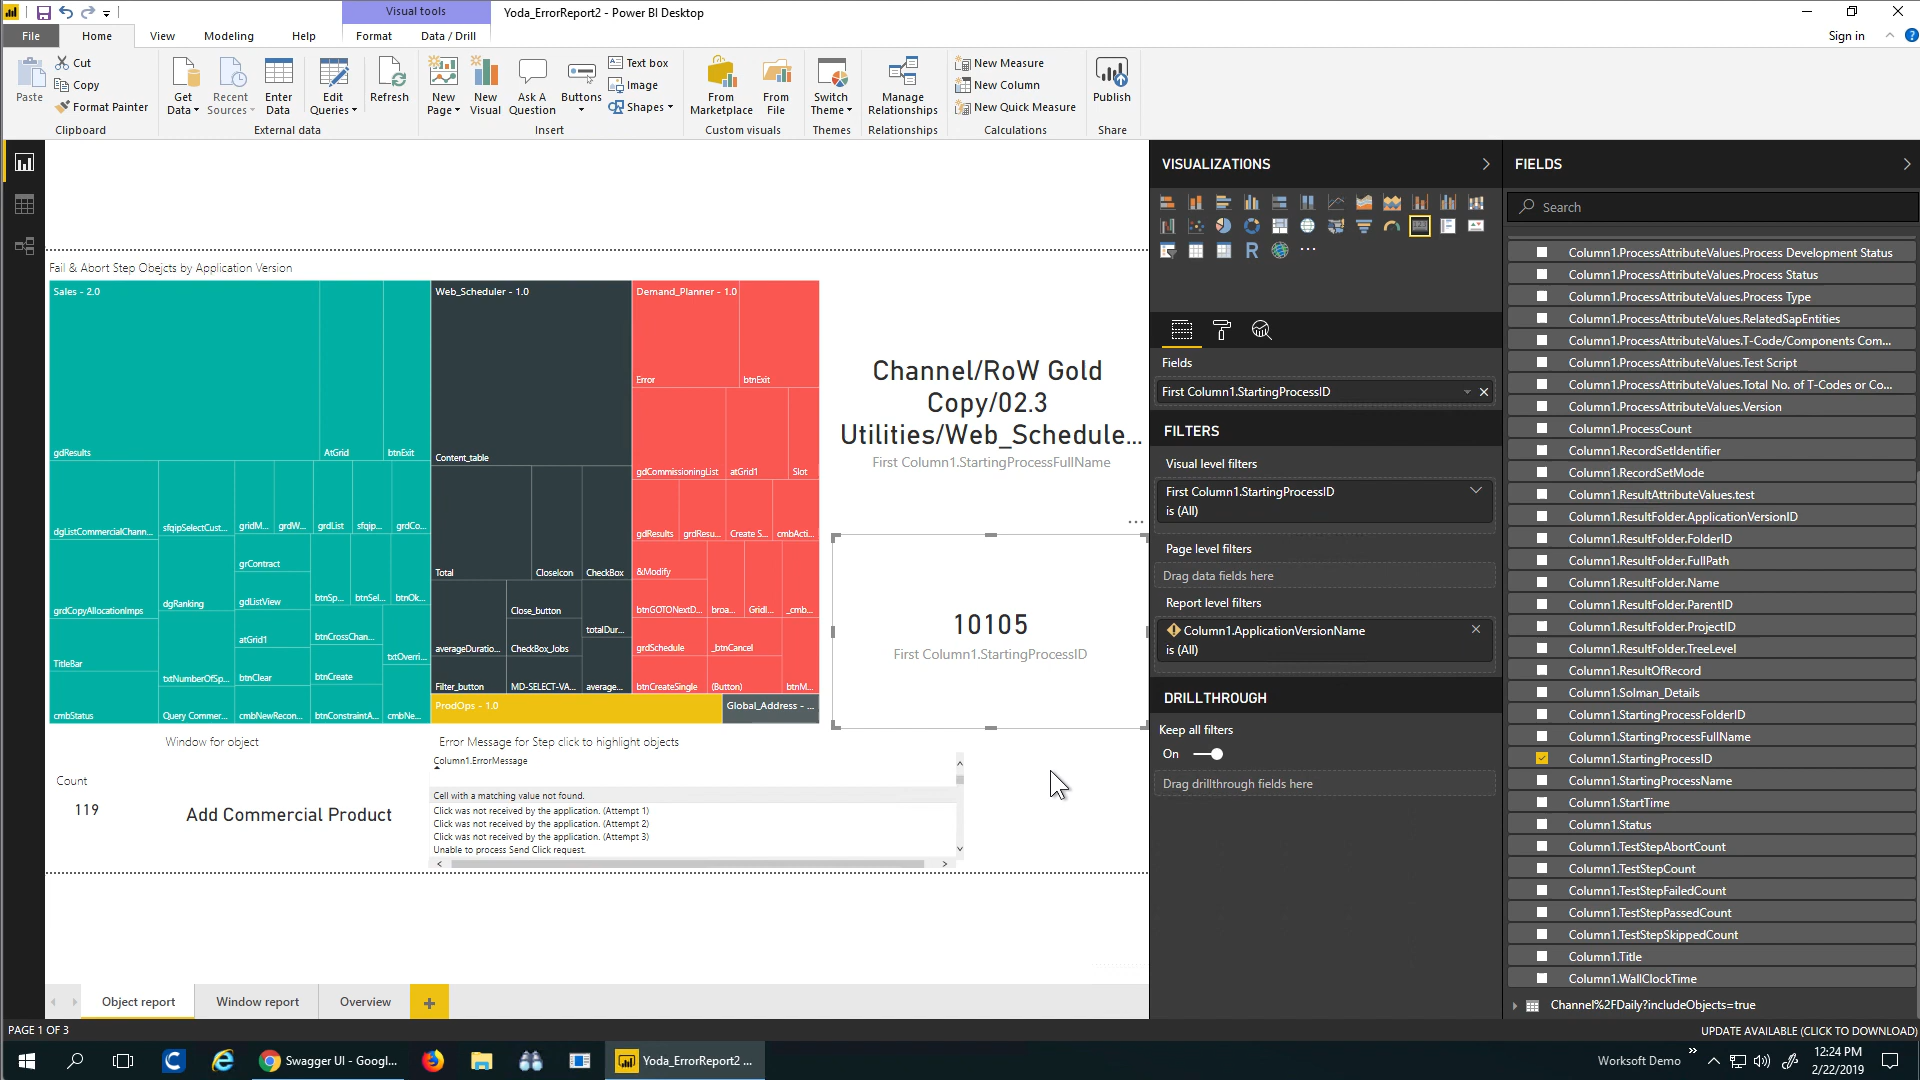 Visual tools
Yoda_ErrorReport2 - Power BI Desktop
File
Home
View
Modeling
Help
Format
Data / Drill
Sign in
Paste
Cut
Copy
Format Painter
Clipboard
Get
Data
Recent
Sources
Enter
Data
Edit
Queries
Refresh
External data
New
Page
New
Visual
Ask A
Question
Buttons
Text box
Image
Shapes
Insert
From
Marketplace
From
File
Custom visuals
Switch
Theme
Themes
Manage
Relationships
Relationships
New Measure
New Column
New Quick Measure
Calculations
Publish
Share
Fail & Abort Step Obejcts by Application Version
Sales - 2.0
gdResults
AtGrid
btnExit
dgListCommercialChann...
sfqipSelectCust...
gridM...
grdW...
grdList
sfqip...
grdCo...
grContract
grdCopyAllocationImps
dgRanking
gdListView
btnSp...
btnSel...
btnOk...
atGrid1
btnCrossChan...
TitleBar
txtNumberOfSp...
btnClear
btnCreate
txtOverri...
cmbStatus
Query Commer...
cmbNewRecon...
btnConstraintA...
cmbNe...
Web_Scheduler - 1.0
Content_table
Total
CloseIcon
CheckBox
Close_button
totalDur...
averageDuratio...
CheckBox_Jobs
Filter_button
MD-SELECT-VA...
average...
Demand_Planner - 1.0
Error
btnExit
gdCommissioningList
atGrid1
Slot
gdResults
grdResu...
Create S...
cmbActi...
&Modify
btnGOTONextD...
broa...
GridI...
_cmb...
grdSchedule
_btnCancel
btnCreateSingle
(Button)
btnM...
ProdOps - 1.0
Global_Address - ...
Channel/RoW Gold
Copy/02.3
Utilities/Web_Schedule...
First Column1.StartingProcessFullName
10105
First Column1.StartingProcessID
Window for object
Count
119
Add Commercial Product
Error Message for Step click to highlight objects
Column1.ErrorMessage
Cell with a matching value not found.
Click was not received by the application. (Attempt 1)
Click was not received by the application. (Attempt 2)
Click was not received by the application. (Attempt 3)
Unable to process Send Click request.
VISUALIZATIONS
R
Fields
First Column1.StartingProcessID
FILTERS
Visual level filters
First Column1.StartingProcessID
is (All)
Page level filters
Drag data fields here
Report level filters
Column1.ApplicationVersionName
is (All)
DRILLTHROUGH
Keep all filters
On
Drag drillthrough fields here
FIELDS
Search
Column1.ProcessAttributeValues.Process Development Status
Column1.ProcessAttributeValues.Process Status
Column1.ProcessAttributeValues.Process Type
Column1.ProcessAttributeValues.RelatedSapEntities
Column1.ProcessAttributeValues.T-Code/Components Com...
Column1.ProcessAttributeValues.Test Script
Column1.ProcessAttributeValues.Total No. of T-Codes or Co...
Column1.ProcessAttributeValues.Version
Column1.ProcessCount
Column1.RecordSetIdentifier
Column1.RecordSetMode
Column1.ResultAttributeValues.test
Column1.ResultFolder.ApplicationVersionID
Column1.ResultFolder.FolderID
Column1.ResultFolder.FullPath
Column1.ResultFolder.Name
Column1.ResultFolder.ParentID
Column1.ResultFolder.ProjectID
Column1.ResultFolder.TreeLevel
Column1.ResultOfRecord
Column1.Solman_Details
Column1.StartingProcessFolderID
Column1.StartingProcessFullName
Column1.StartingProcessID
Column1.StartingProcessName
Column1.StartTime
Column1.Status
Column1.TestStepAbortCount
Column1.TestStepCount
Column1.TestStepFailedCount
Column1.TestStepPassedCount
Column1.TestStepSkippedCount
Column1.Title
Column1.WallClockTime
Channel%2FDaily?includeObjects=true
Object report
Window report
Overview
PAGE 1 OF 3
UPDATE AVAILABLE (CLICK TO DOWNLOAD)
Swagger UI - Googl...
Yoda_ErrorReport2 ...
Worksoft Demo
12:24 PM
2/22/2019